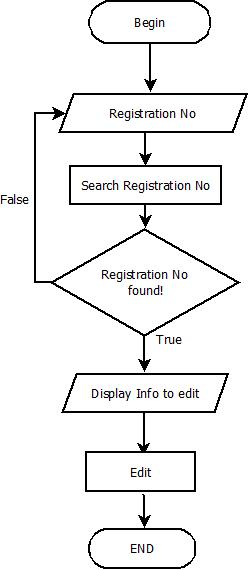 Begin
Registration No
Search Registration No
False
Registration No
found!
True
Display Info to edit
Edit
END